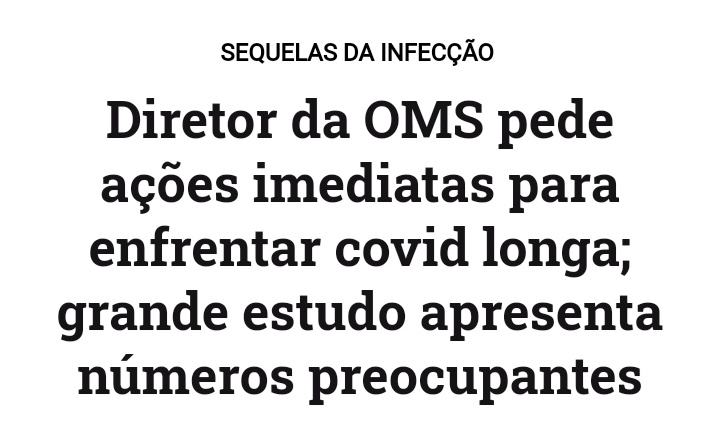 SEQUELAS DA INFECÇÃO
Diretor da OMS pede
ações imediatas para
enfrentar covid longa;
grande estudo apresenta
números preocupantes